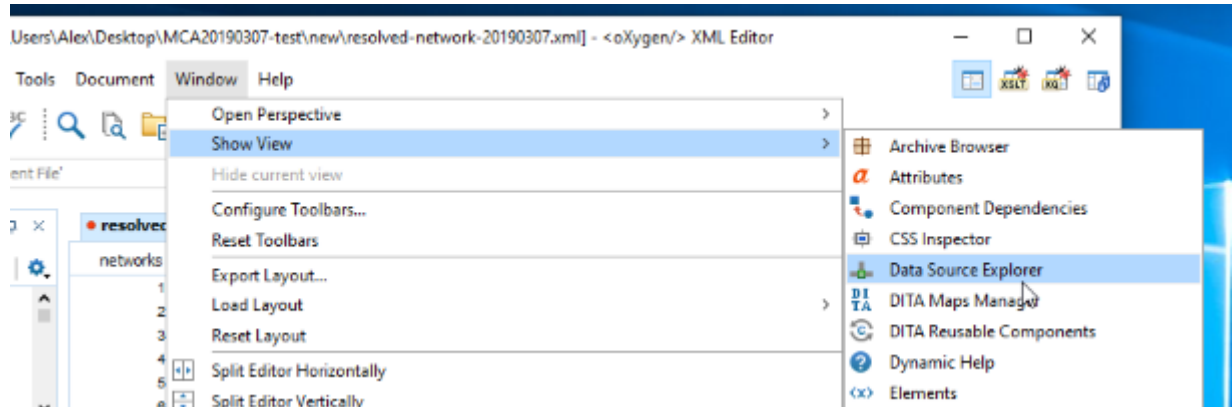 .Users\Alex\Desktop\MCA20190307-test\new\resolved-network-20190307.xml] - <oXygen/> XML Editor
Tools Document Window Help
XSLT XQ
Open Perspective
Show View
Hide current view
Configure Toolbars...
Reset Toolbars
Export Layout...
Load Layout
Reset Layout
Split Editor Horizontally
Split Editor Vertically
ent File'
resolved
networks
1
2
3
4
5
Archive Browser
Attributes
Component Dependencies
CSS Inspector
Data Source Explorer
DITA Maps Manager
DITA Reusable Components
Dynamic Help
Elements